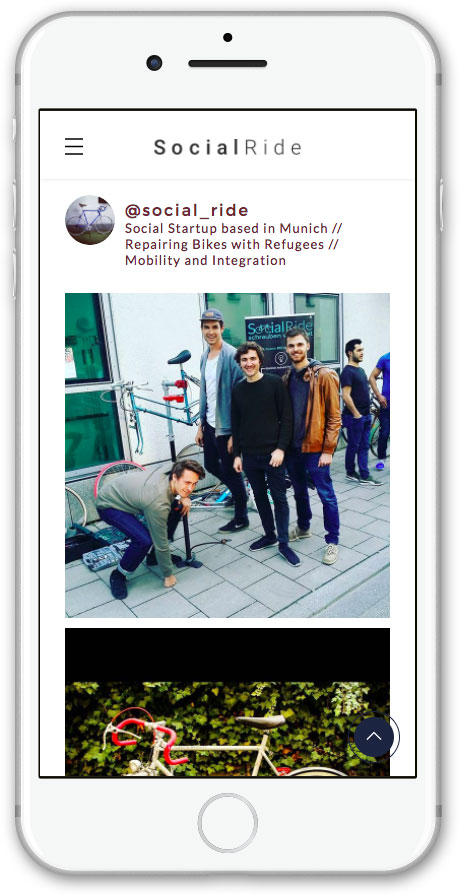 SocialRide
@social_ride
Social Startup based in Munich //
Repairing Bikes with Refugees //
Mobility and Integration
SocialRide
schrauben